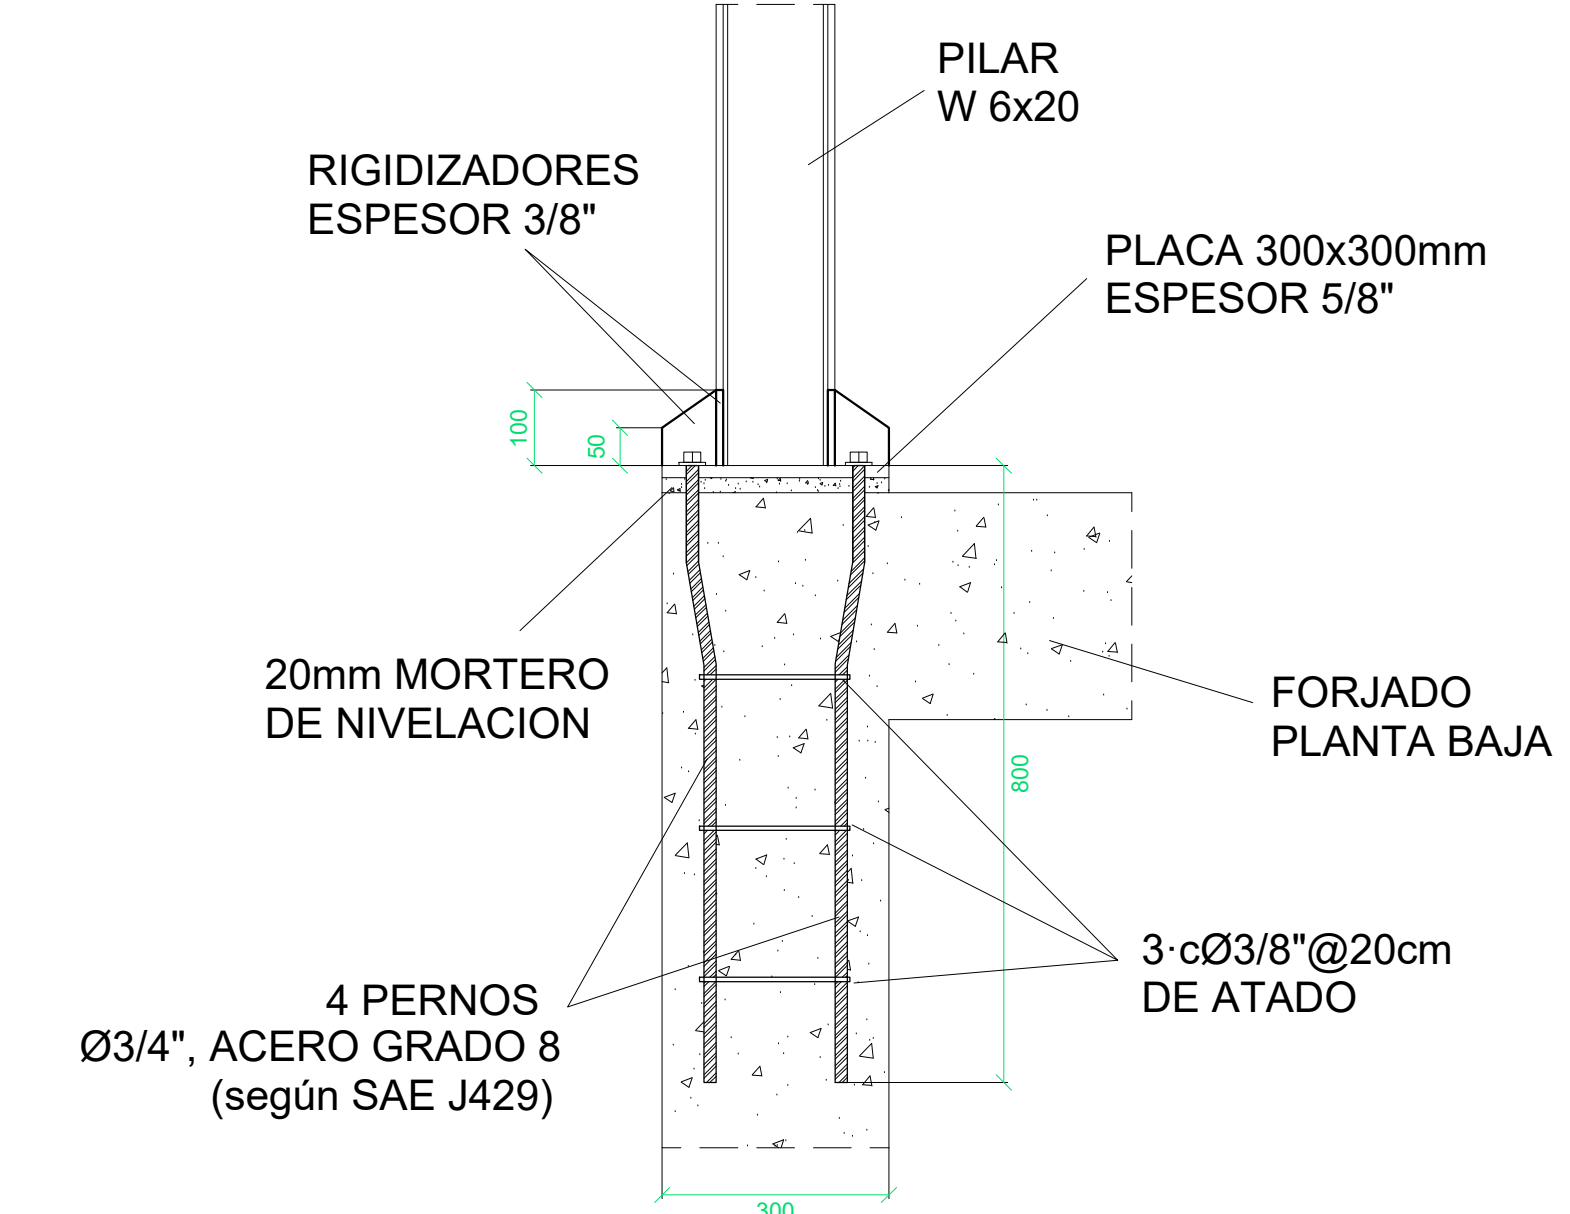 PILAR
W 6x20
RIGIDIZADORES
ESPESOR 3/8"
PLACA 300x300mm
ESPESOR 5/8"
100
50
20mm MORTERO
DE NIVELACION
FORJADO
PLANTA BAJA
800
3·cØ3/8"@20cm
DE ATADO
4 PERNOS
Ø3/4", ACERO GRADO 8
(según SAE J429)
300